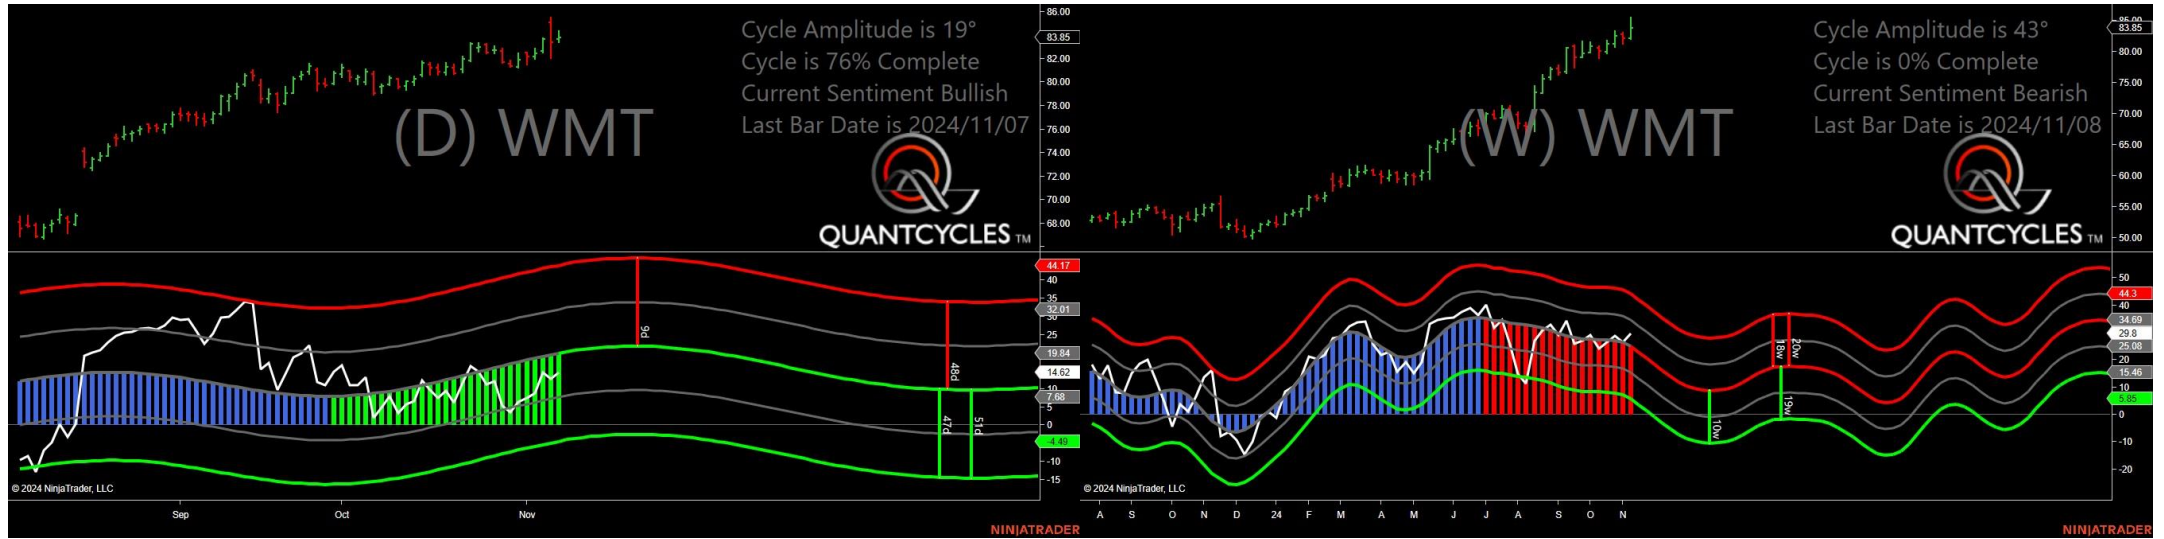 Cycle Amplitude is 19°
Cycle is 76% Complete
Current Sentiment Bullish
Last Bar Date is 2024/11/07
(D) WMT
QUANTCYCLES TM
86.00
83.85
82.00
80.00
78.00
76.00
74.00
72.00
70.00
68.00
44.17
40
35
32.01
30
25
19.84
14.62
10
7.68
5
0
-4.49
-10
-15
9d
48d
47d
51d
© 2024 NinjaTrader, LLC
Sep Oct Nov
NINJATRADER
Cycle Amplitude is 43°
Cycle is 0% Complete
Current Sentiment Bearish
Last Bar Date is 2024/11/08
(W) WMT
QUANTCYCLES TM
85.00
83.85
80.00
75.00
70.00
65.00
60.00
55.00
50.00
50
44.3
40
34.69
29.8
25.08
20
15.46
10
5.85
0
-10
-20
18w
20w
19w
10w
© 2024 NinjaTrader, LLC
A S O N D 24 F M A M J J A S O N
NINJATRADER